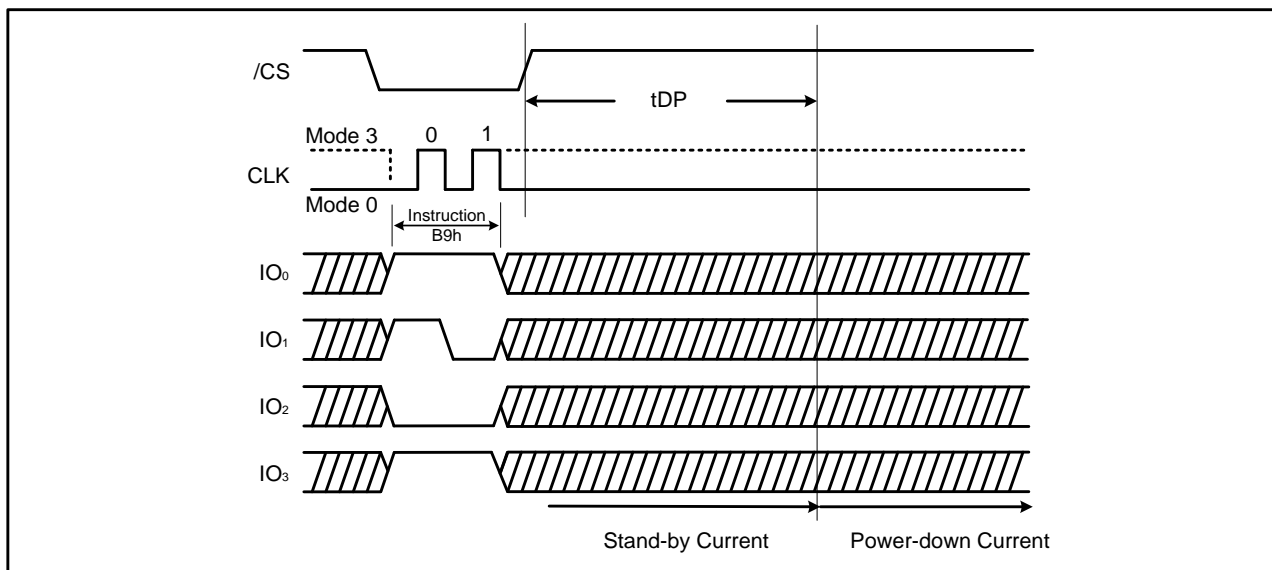 /CS
tDP
Mode 3 0 1
CLK
Mode 0
Instruction
B9h
IO₀
IO₁
IO₂
IO₃
Stand-by Current Power-down Current